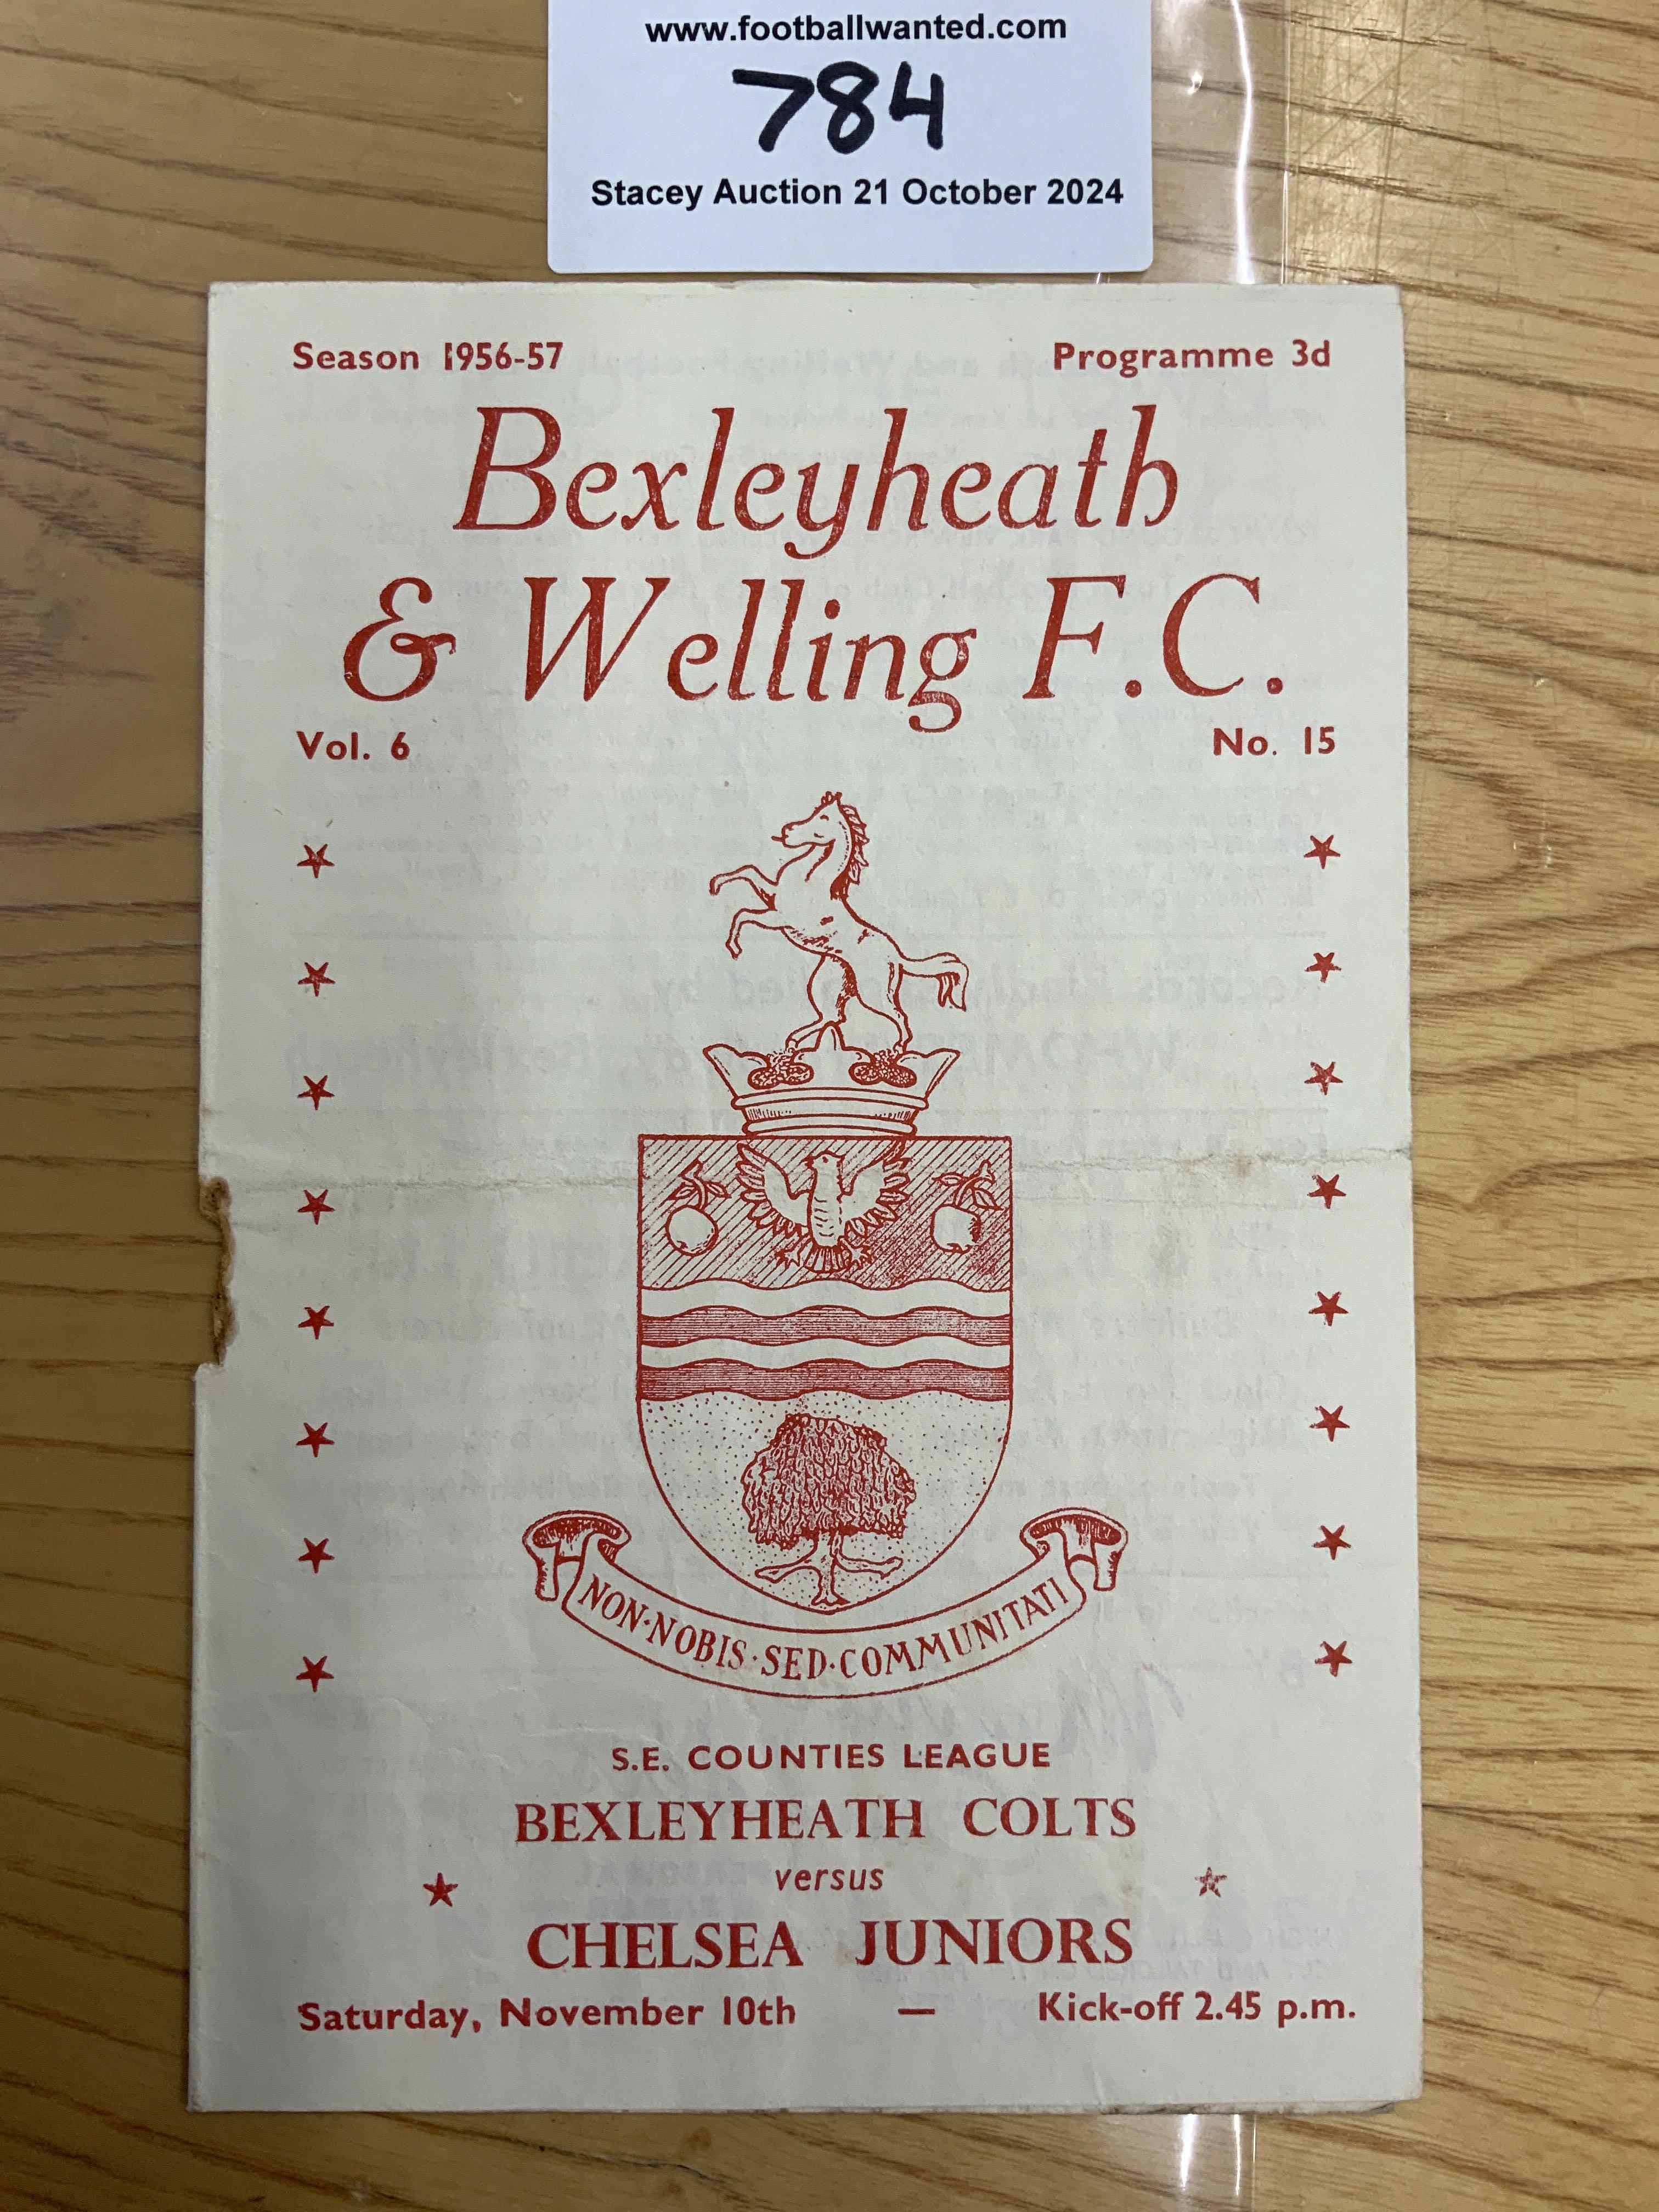 www.footballwanted.com
784
Stacey Auction 21 October 2024
Season 1956-57 Programme 3d
Bexleyheath
& Welling F.C.
Vol. 6 No. 15
NON·NOBIS·SED·COMMUNITATI
S.E. COUNTIES LEAGUE
BEXLEYHEATH COLTS
versus
CHELSEA JUNIORS
Saturday, November 10th — Kick-off 2.45 p.m.